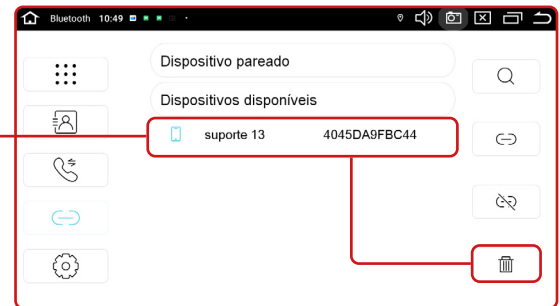 Bluetooth 10:49
Dispositivo pareado
Dispositivos disponíveis
suporte 13 4045DA9FBC44